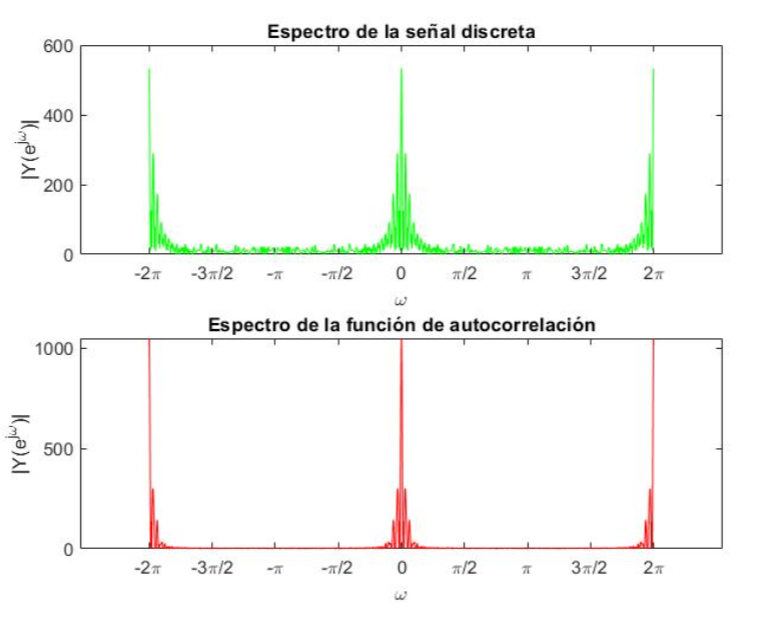 Espectro de la señal discreta
600
400
200
0
|Y(e^jω)|
-2π -3π/2 -π -π/2 0 π/2 π 3π/2 2π
ω
Espectro de la función de autocorrelación
1000
500
0
|Y(e^jω)|
-2π -3π/2 -π -π/2 0 π/2 π 3π/2 2π
ω